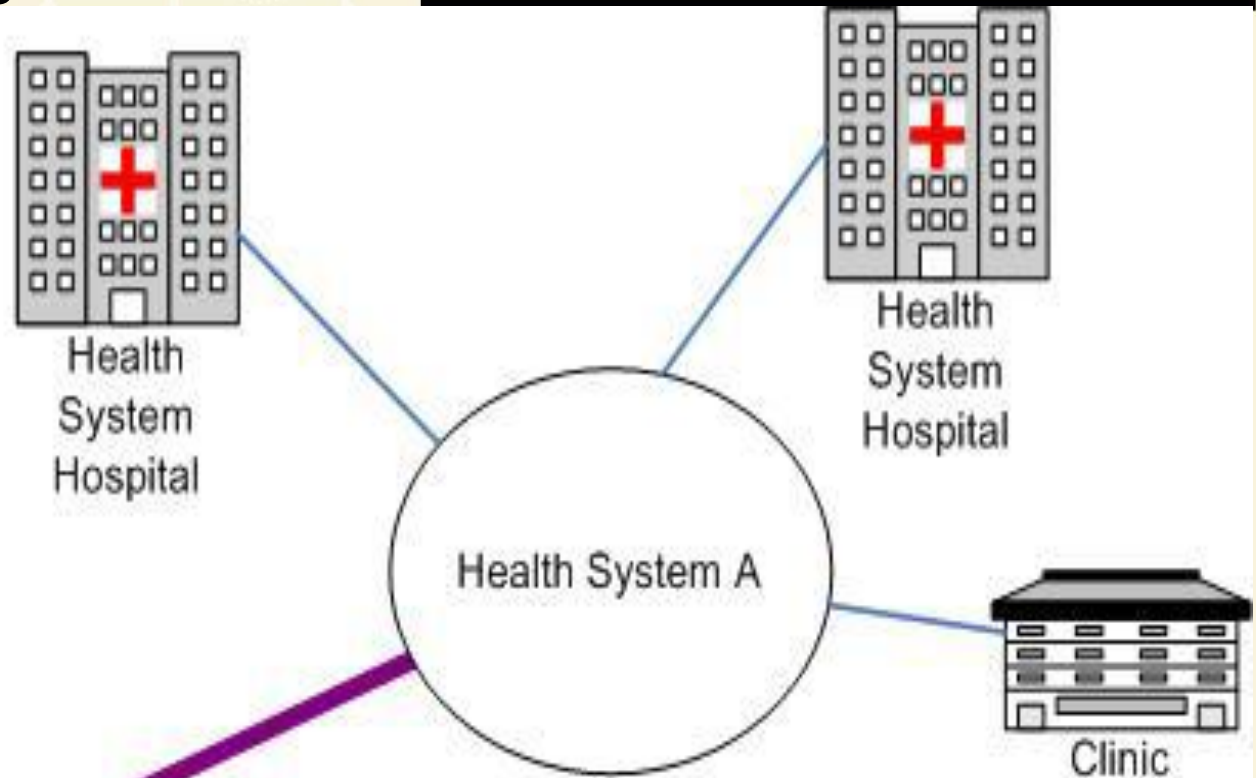 Health
System
Hospital
Health
System
Hospital
Health System A
Clinic